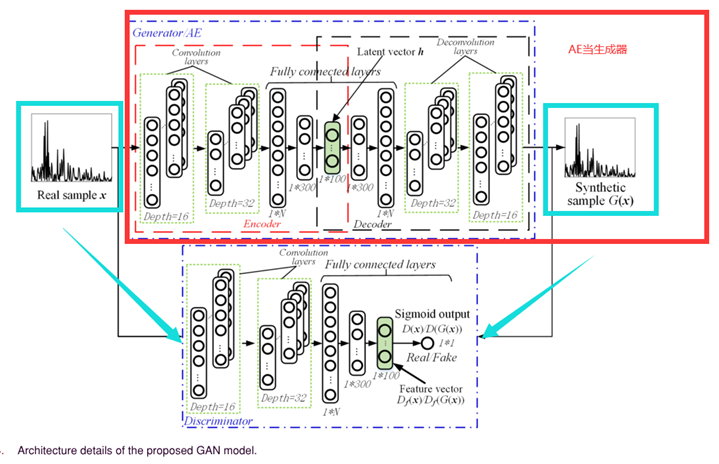 Generator/AE
AE当生成器
Convolution
layers
Latent vector h
Deconvolution
layers
Fully connected layers
Real sample x
Synthetic
sample G(x)
Depth=16
Depth=32
1*N
1*300
1*100
1*300
1*N
Depth=32
Depth=16
Encoder
Decoder
Convolution
layers
Fully connected layers
Sigmoid output
D(x)/D(G(x))
1*1
Real/Fake
Depth=16
Depth=32
1*N
1*300
1*100
Feature vector
Df(x)/Df(G(x))
Discriminator
Architecture details of the proposed GAN model.